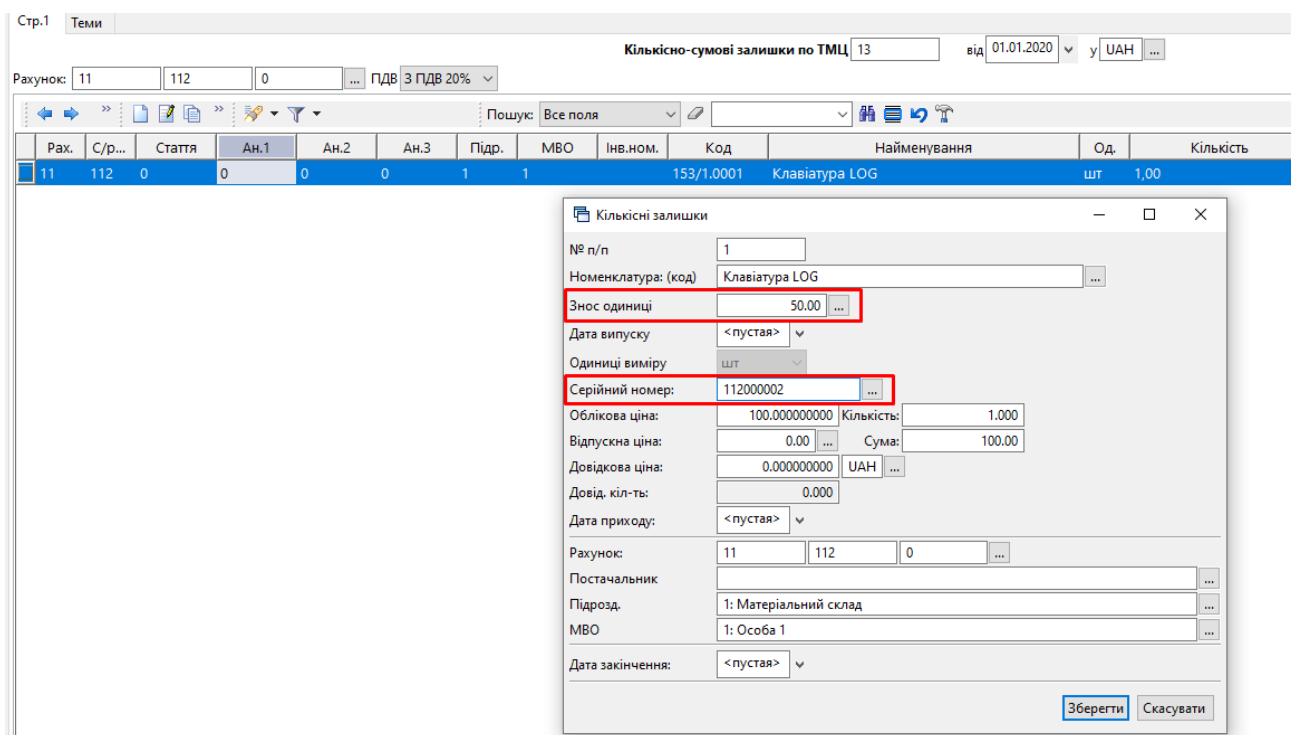 Стр.1 Теми
Кількісно-сумові залишки по ТМЦ 13 від 01.01.2020 у UAH ...
Рахунок: 11 112 0 ... ПДВ З ПДВ 20%
Пошук: Все поля
Рах. С/р... Стаття Ан.1 Ан.2 Ан.3 Підр. МВО Інв.ном. Код Найменування Од. Кількість
11 112 0 0 0 0 1 1 153/1.0001 Клавіатура LOG шт 1,00
Кількісні залишки
№ п/п 1
Номенклатура: (код) Клавіатура LOG ...
Знос одиниці 50.00 ...
Дата випуску <пустая>
Одиниці виміру шт
Серійний номер: 112000002 ...
Облікова ціна: 100.000000000 Кількість: 1.000
Відпускна ціна: 0.00 ... Сума: 100.00
Довідкова ціна: 0.000000000 UAH ...
Довід. кіл-ть: 0.000
Дата приходу: <пустая>
Рахунок: 11 112 0 ...
Постачальник ...
Підрозд. 1: Матеріальний склад ...
МВО 1: Особа 1 ...
Дата закінчення: <пустая>
Зберегти Скасувати